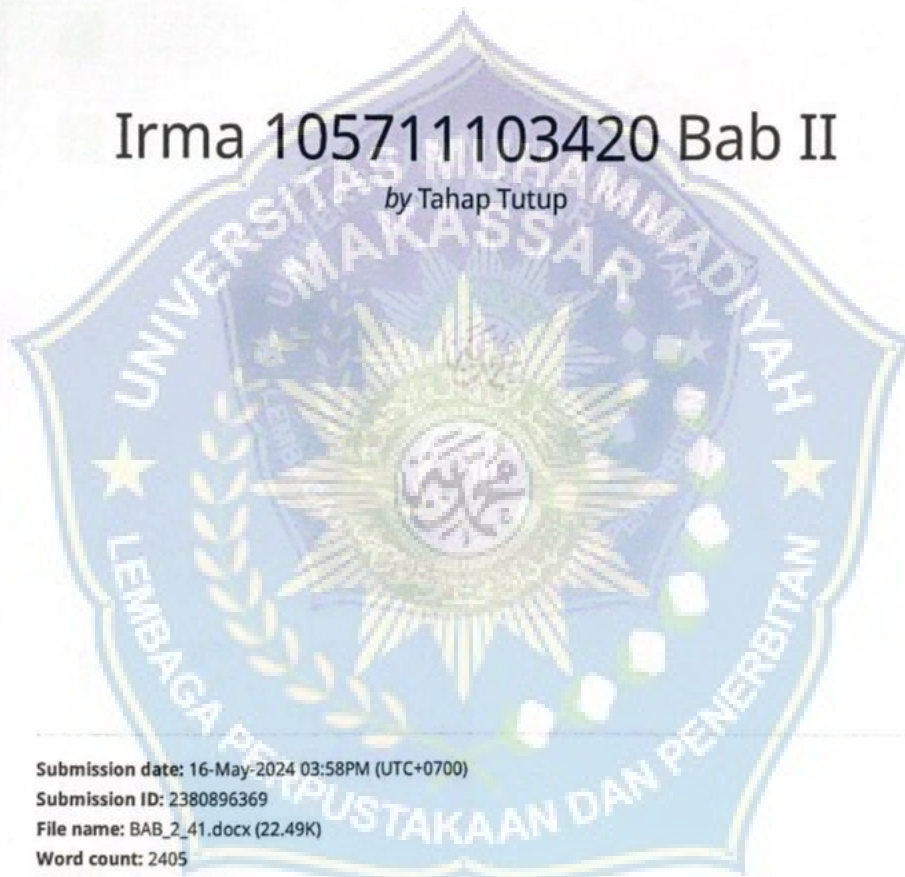 Irma 105711103420 Bab II
by Tahap Tutup
UNIVERSITAS MUHAMMADIYAH
MAKASSAR
LEMBAGA PERPUSTAKAAN DAN PENERBITAN
Submission date: 16-May-2024 03:58PM (UTC+0700)
Submission ID: 2380896369
File name: BAB_2_41.docx (22.49K)
Word count: 2405